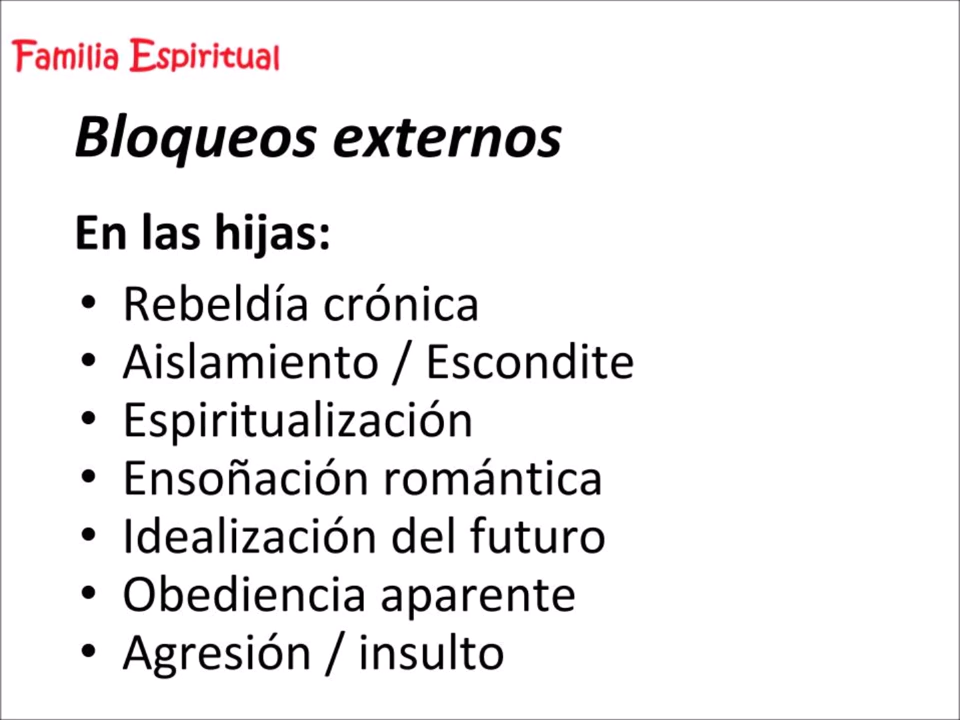 Familia Espiritual
Bloqueos externos
En las hijas:
• Rebeldía crónica
• Aislamiento / Escondite
• Espiritualización
• Ensoñación romántica
• Idealización del futuro
• Obediencia aparente
• Agresión / insulto